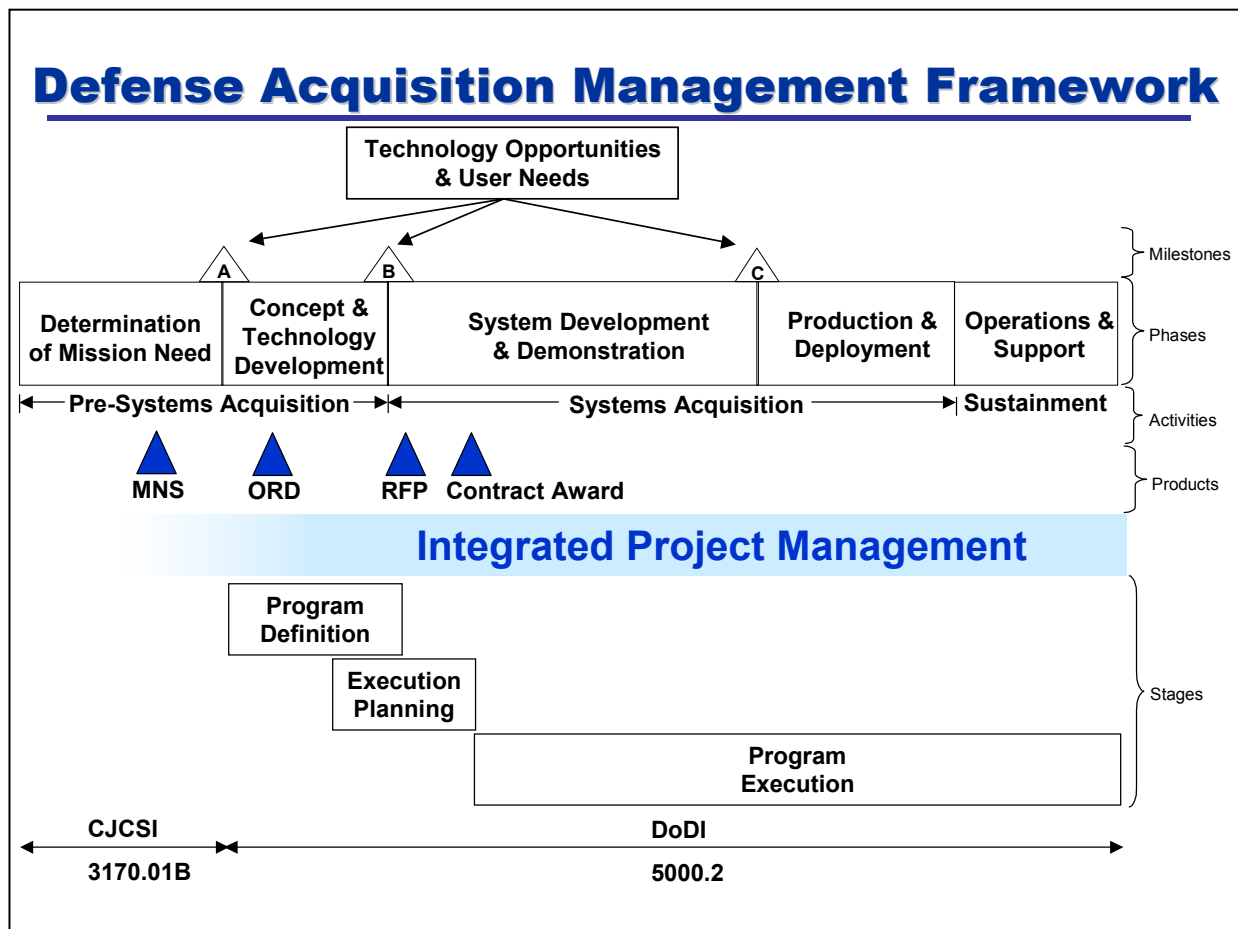 Defense Acquisition Management Framework
Technology Opportunities
& User Needs
A
B
C
Milestones
Determination
of Mission Need
Concept &
Technology
Development
System Development
& Demonstration
Production &
Deployment
Operations &
Support
Phases
Pre-Systems Acquisition
Systems Acquisition
Sustainment
Activities
MNS
ORD
RFP
Contract Award
Products
Integrated Project Management
Program
Definition
Execution
Planning
Program
Execution
Stages
CJCSI
3170.01B
DoDI
5000.2